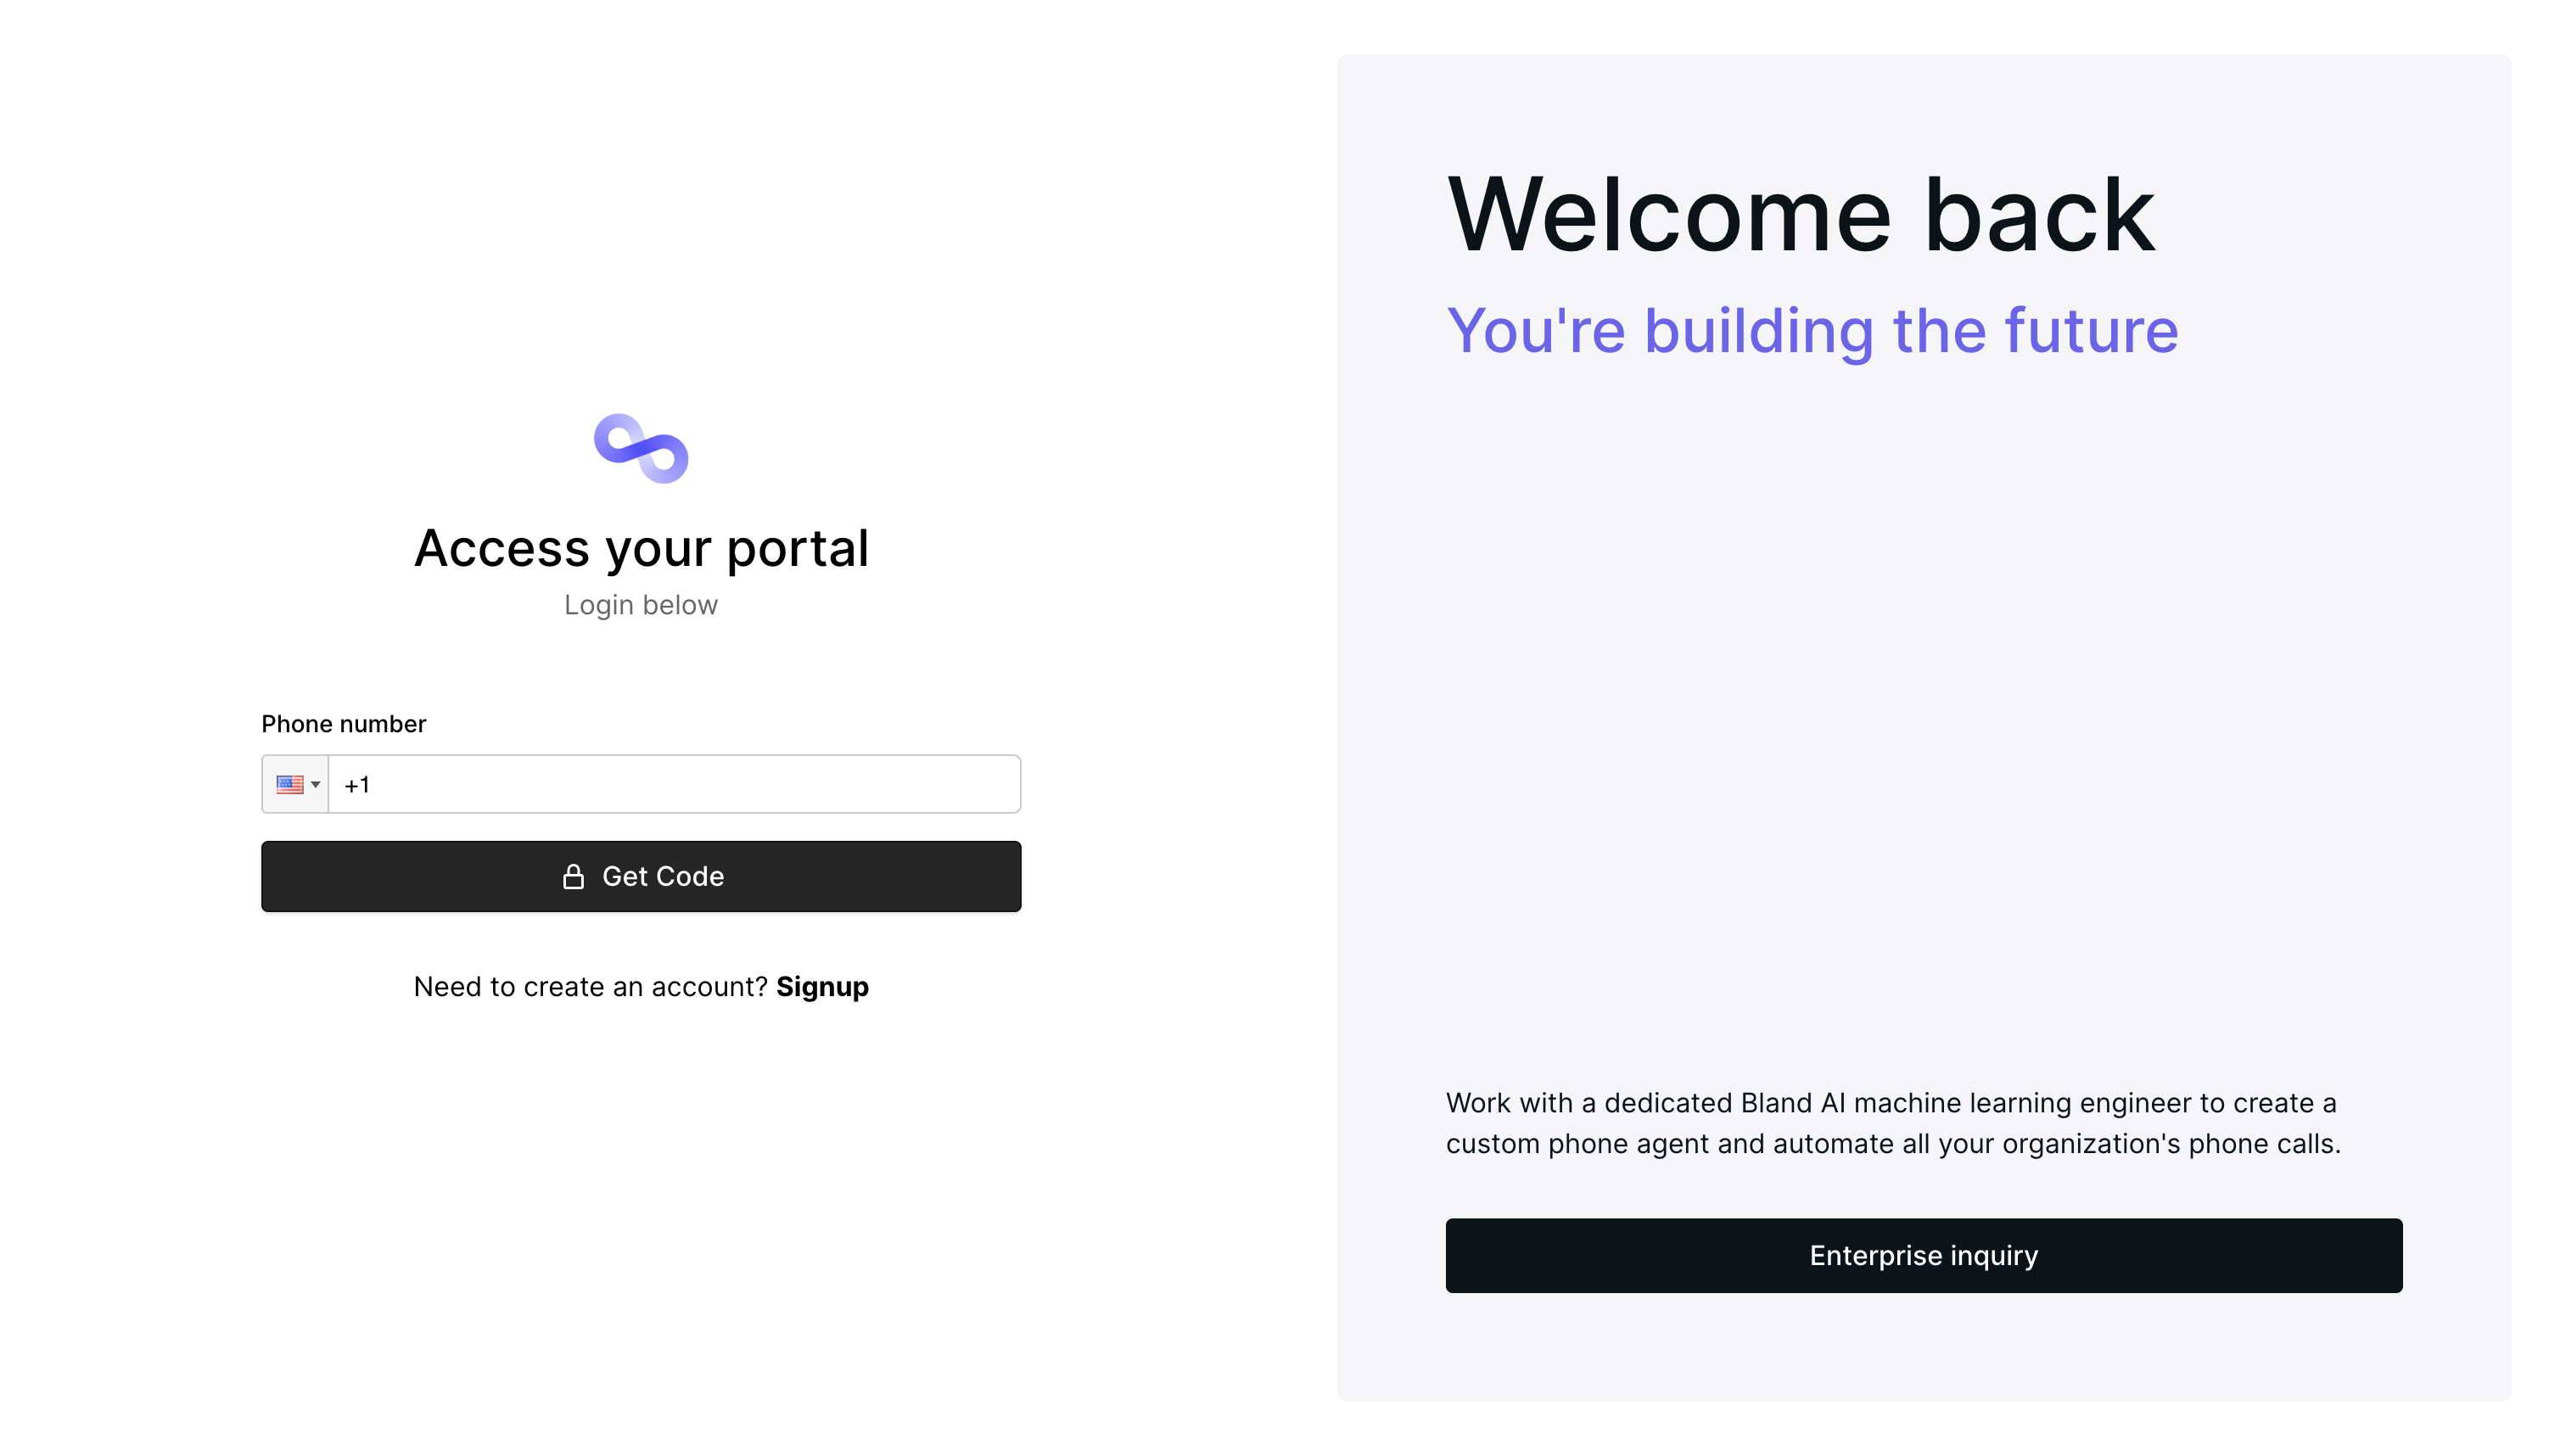 Access your portal
Login below
Phone number
+1
Get Code
Need to create an account? Signup
Welcome back
You're building the future
Work with a dedicated Bland AI machine learning engineer to create a
custom phone agent and automate all your organization's phone calls.
Enterprise inquiry